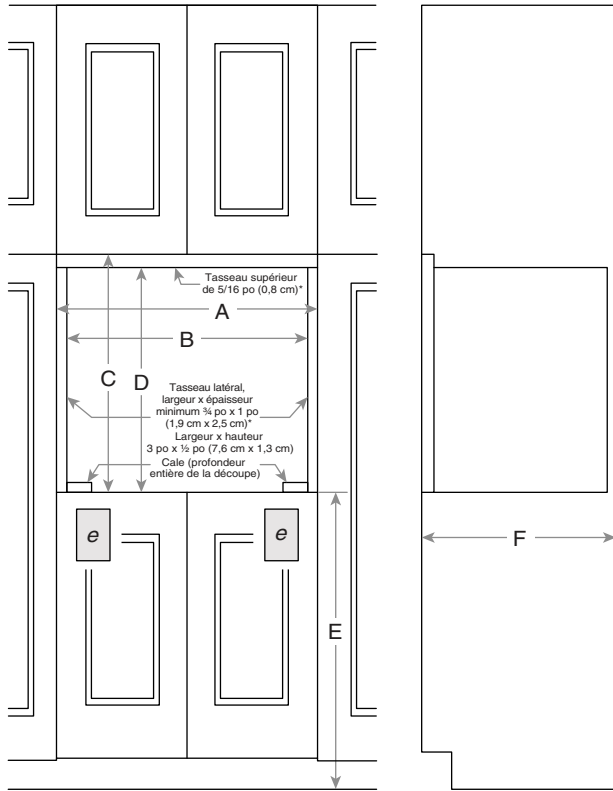 Tasseau supérieur
de 5/16 po (0,8 cm)*
A
B
C
D
Tasseau latéral,
largeur x épaisseur
minimum ¾ po x 1 po
(1,9 cm x 2,5 cm)*
Largeur x hauteur
3 po x ½ po (7,6 cm x 1,3 cm)
Cale (profondeur
entière de la découpe)
e
e
F
E